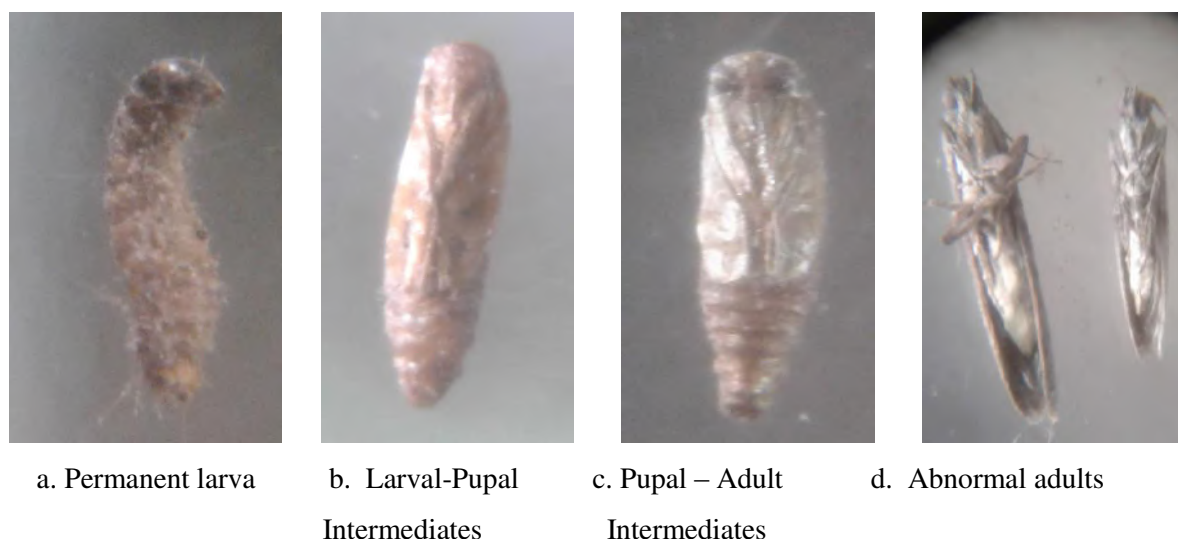 a. Permanent larva b. Larval-Pupal c. Pupal – Adult d. Abnormal adults
Intermediates Intermediates